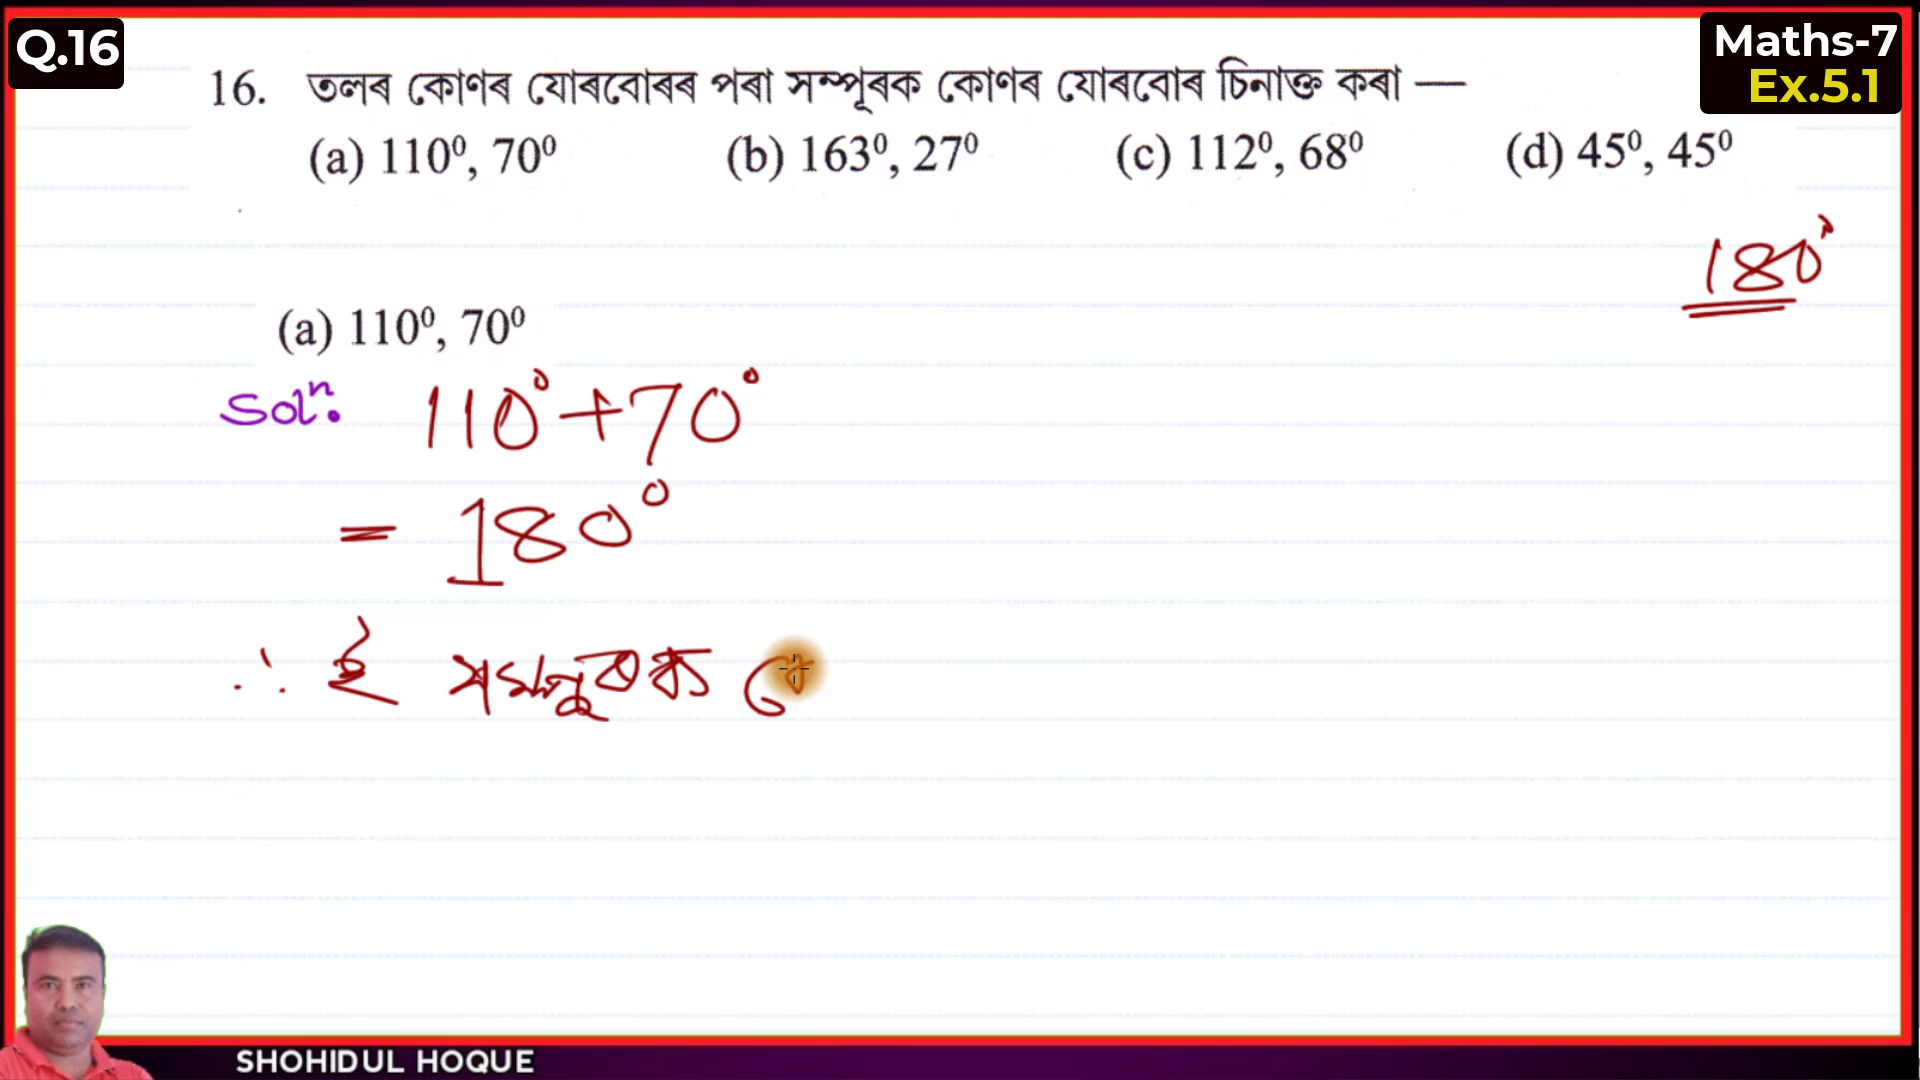 Q.16
Maths-7
Ex.5.1
16. তলৰ কোণৰ যোৰবোৰৰ পৰা সম্পূৰক কোণৰ যোৰবোৰ চিনাক্ত কৰা —
(a) 110⁰, 70⁰ (b) 163⁰, 27⁰ (c) 112⁰, 68⁰ (d) 45⁰, 45⁰
180°
(a) 110⁰, 70⁰
Solⁿ: 110° + 70°
= 180°
∴ ই সম্পূৰক
SHOHIDUL HOQUE